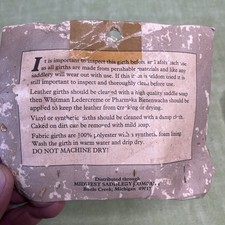 It is important to inspect this girth before and after each use
as all girths are made from perishable materials and like any
saddlery will wear out with use. If this item is seldom used it is
still important to inspect and thoroughly clean before use.
Leather girths should be cleaned with a high quality saddle soap
then Whitman Ledercreme or Pharmaka Bienenwachs should be
applied to keep the leather from cracking or drying.
Vinyl or synthetic girths should be cleaned with a damp cloth.
Caked on dirt can be removed with mild soap.
Fabric girths are 100% polyester with a synthetic foam lining
Wash the girth in warm water and drip dry.
DO NOT MACHINE DRY!
Distributed through
MIDWEST SADDLERY
Battle Creek, Michigan